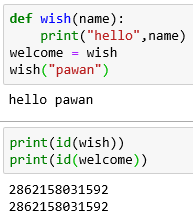 def wish(name):
    print("hello",name)
welcome = wish
wish("pawan")
hello pawan
print(id(wish))
print(id(welcome))
2862158031592
2862158031592